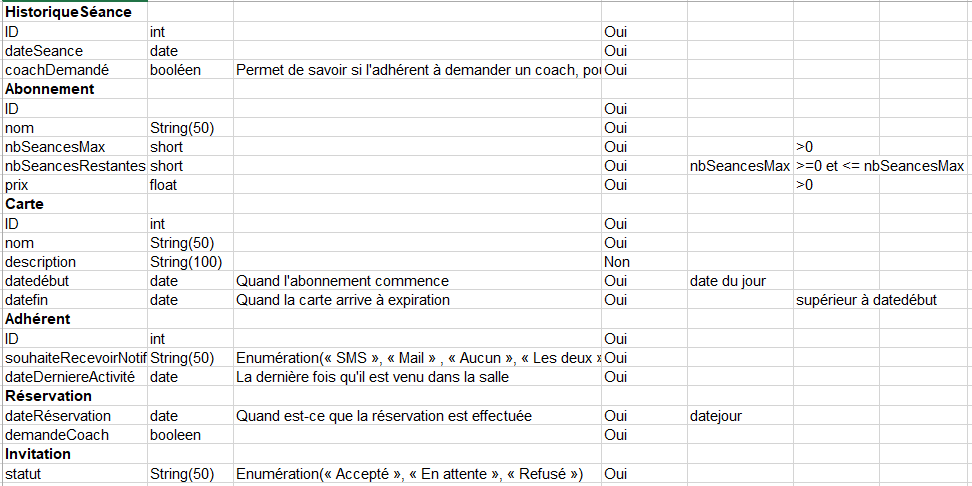 HistoriqueSéance
ID int Oui
dateSeance date Oui
coachDemandé booléen Permet de savoir si l'adhérent à demander un coach, pou Oui
Abonnement
ID Oui
nom String(50) Oui
nbSeancesMax short Oui >0
nbSeancesRestantes short Oui nbSeancesMax >=0 et <= nbSeancesMax
prix float Oui >0
Carte
ID int Oui
nom String(50) Oui
description String(100) Non
datedébut date Quand l'abonnement commence Oui date du jour
datefin date Quand la carte arrive à expiration Oui supérieur à datedébut
Adhérent
ID int Oui
souhaiteRecevoirNotif String(50) Enumération(« SMS », « Mail » , « Aucun », « Les deux » Oui
dateDerniereActivité date La dernière fois qu'il est venu dans la salle Oui
Réservation
dateRéservation date Quand est-ce que la réservation est effectuée Oui datejour
demandeCoach booleen Oui
Invitation
statut String(50) Enumération(« Accepté », « En attente », « Refusé ») Oui